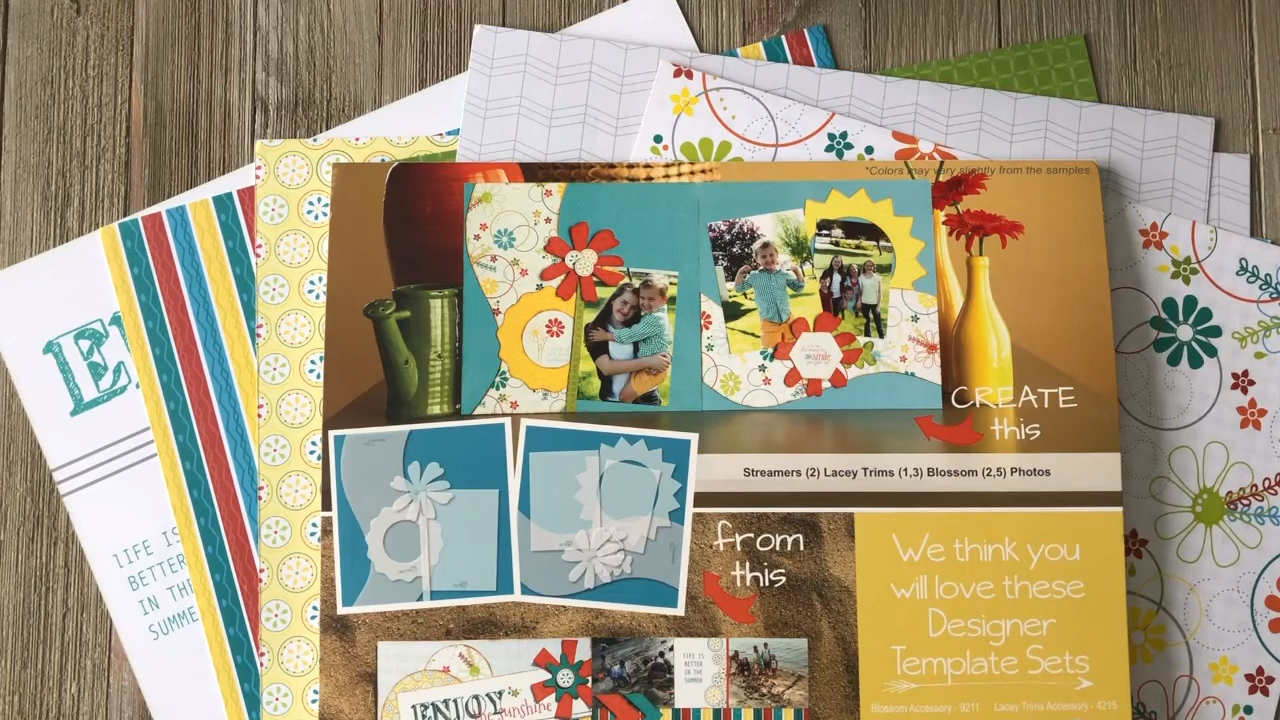 *Colors may vary slightly from the samples.
smile
CREATE
this
Streamers (2) Lacey Trims (1,3) Blossom (2,5) Photos
from
this
We think you
will love these
Designer
Template Sets
Blossom Accessory - 9211 Lacey Trims Accessory - 4215
LIFE IS
BETTER
IN THE
SUMMER
ENJOY
the sunshine
LIFE IS
BETTER
IN THE
SUMME